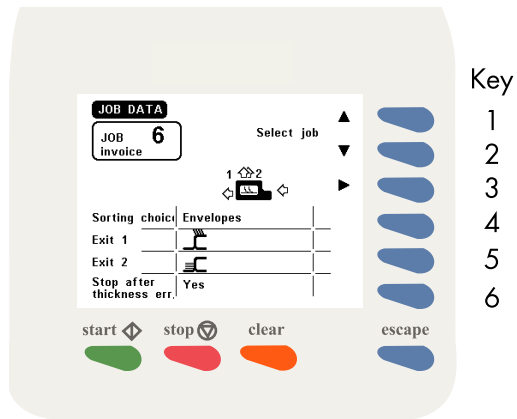 Key
JOB DATA
JOB 6
invoice
Select job
1
2
3
4
5
6
1 2
Sorting choice Envelopes
Exit 1
Exit 2
Stop after Yes
thickness err.
start stop clear escape